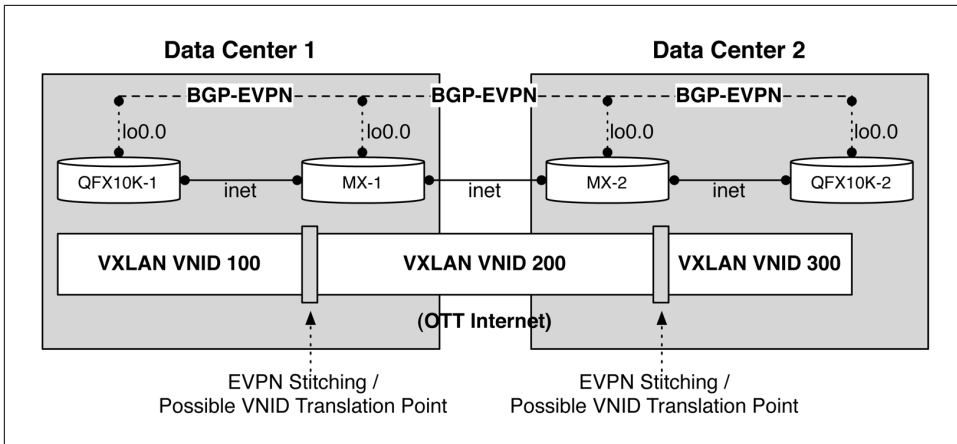 Data Center 1
Data Center 2
BGP-EVPN
BGP-EVPN
BGP-EVPN
lo0.0
lo0.0
lo0.0
lo0.0
QFX10K-1
inet
MX-1
inet
MX-2
inet
QFX10K-2
VXLAN VNID 100
VXLAN VNID 200
VXLAN VNID 300
(OTT Internet)
EVPN Stitching /
Possible VNID Translation Point
EVPN Stitching /
Possible VNID Translation Point